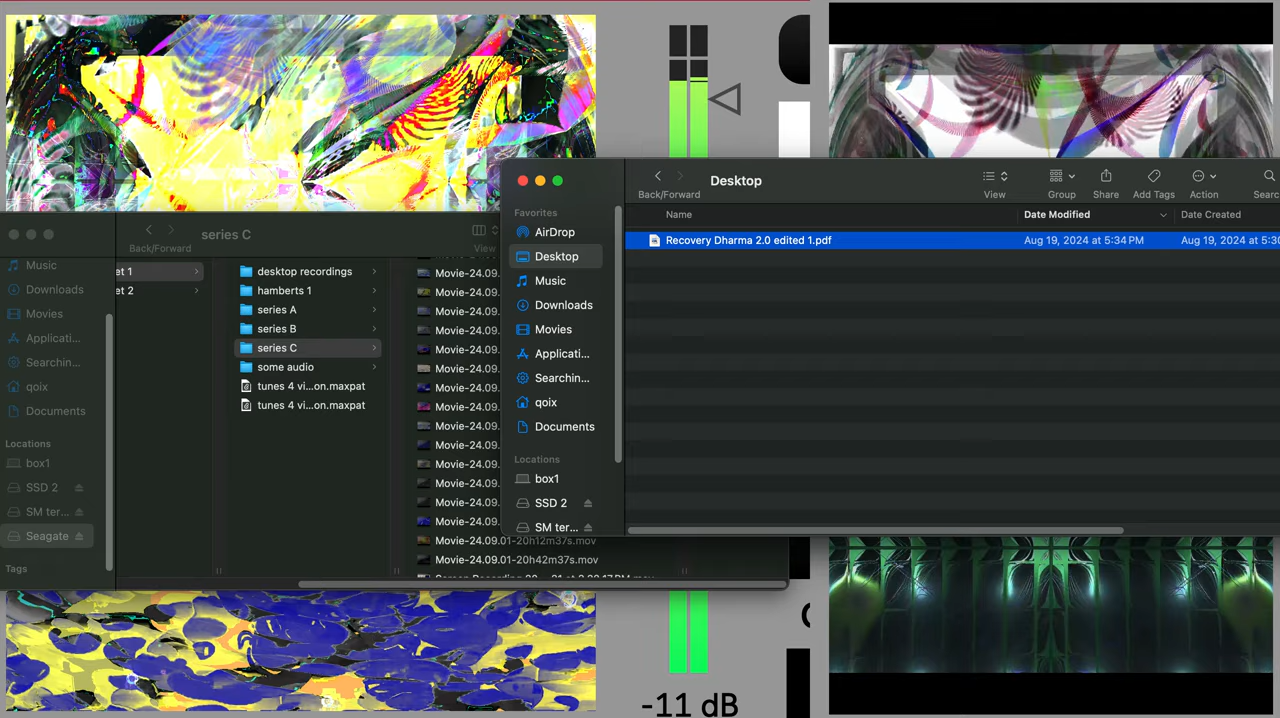 Back/Forward
Desktop
View
Group
Share
Add Tags
Action
Searc
Name
Date Modified
Date Created
Favorites
AirDrop
Desktop
Music
Downloads
Movies
Applicati...
Searchin...
qoix
Documents
Locations
box1
SSD 2
SM ter...
Recovery Dharma 2.0 edited 1.pdf
Aug 19, 2024 at 5:34 PM
Aug 19, 2024 at 5:30
Back/Forward
series C
View
Music
Downloads
Movies
Applicati...
Searchin...
qoix
Documents
Locations
box1
SSD 2
SM ter...
Seagate
Tags
et 1
et 2
desktop recordings
hamberts 1
series A
series B
series C
some audio
tunes 4 vi...on.maxpat
tunes 4 vi...on.maxpat
Movie-24.09.
Movie-24.09.
Movie-24.09.
Movie-24.09.
Movie-24.09.
Movie-24.09.
Movie-24.09.
Movie-24.09.
Movie-24.09.
Movie-24.09.
Movie-24.09.
Movie-24.09.
Movie-24.09.
Movie-24.09.
Movie-24.09.01-20h12m37s.mov
Movie-24.09.01-20h42m37s.mov
-11 dB